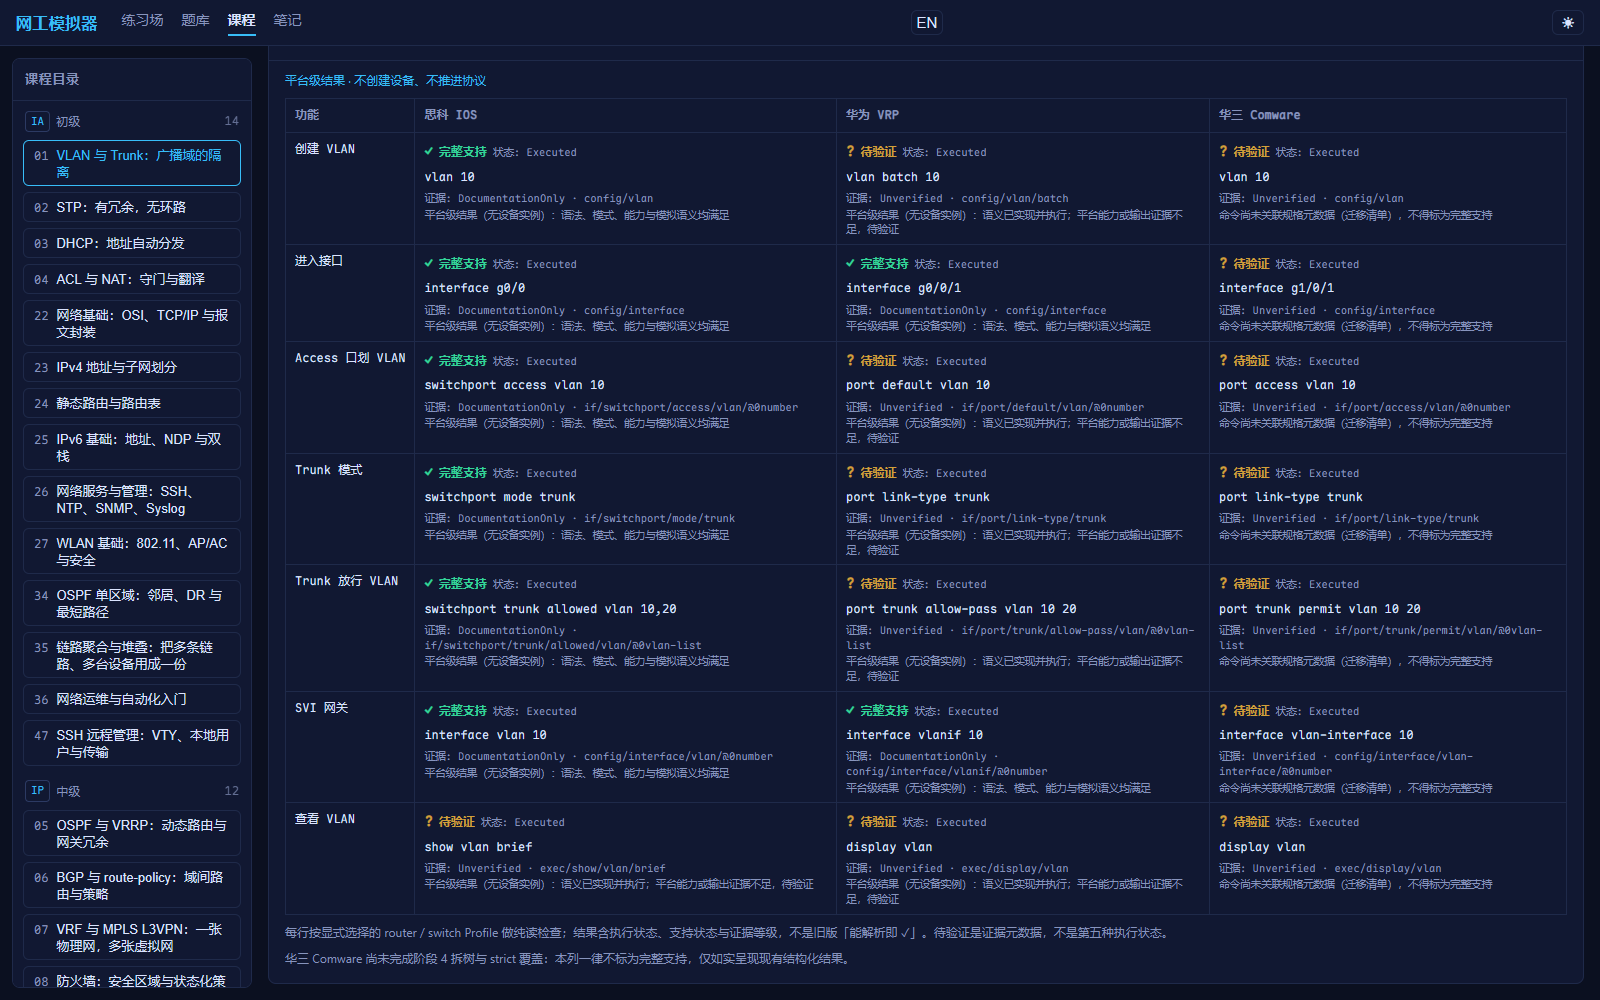 网工模拟器 练习场 题库 课程 笔记 EN
课程目录
IA 初级 14
01 VLAN 与 Trunk：广播域的隔
离
02 STP：有冗余，无环路
03 DHCP：地址自动分发
04 ACL 与 NAT：守门与翻译
22 网络基础：OSI、TCP/IP 与报
文封装
23 IPv4 地址与子网划分
24 静态路由与路由表
25 IPv6 基础：地址、NDP 与双
栈
26 网络服务与管理：SSH、
NTP、SNMP、Syslog
27 WLAN 基础：802.11、AP/AC
与安全
34 OSPF 单区域：邻居、DR 与
最短路径
35 链路聚合与堆叠：把多条链
路、多台设备用成一份
36 网络运维与自动化入门
47 SSH 远程管理：VTY、本地用
户与传输
IP 中级 12
05 OSPF 与 VRRP：动态路由与
网关冗余
06 BGP 与 route-policy：域间路
由与策略
07 VRF 与 MPLS L3VPN：一张
物理网，多张虚拟网
08 防火墙：安全区域与状态化策
平台级结果 · 不创建设备、不推进协议
功能 思科 IOS 华为 VRP 华三 Comware
创建 VLAN
✓ 完整支持 状态: Executed
vlan 10
证据: DocumentationOnly · config/vlan
平台级结果（无设备实例）: 语法、模式、能力与模拟语义均满足
? 待验证 状态: Executed
vlan batch 10
证据: Unverified · config/vlan/batch
平台级结果（无设备实例）: 语义已实现并执行; 平台能力或输出证据不
足, 待验证
? 待验证 状态: Executed
vlan 10
证据: Unverified · config/vlan
命令尚未关联规格元数据（迁移清单）, 不得标为完整支持
进入接口
✓ 完整支持 状态: Executed
interface g0/0
证据: DocumentationOnly · config/interface
平台级结果（无设备实例）: 语法、模式、能力与模拟语义均满足
✓ 完整支持 状态: Executed
interface g0/0/1
证据: DocumentationOnly · config/interface
平台级结果（无设备实例）: 语法、模式、能力与模拟语义均满足
? 待验证 状态: Executed
interface g1/0/1
证据: Unverified · config/interface
命令尚未关联规格元数据（迁移清单）, 不得标为完整支持
Access 口划 VLAN
✓ 完整支持 状态: Executed
switchport access vlan 10
证据: DocumentationOnly · if/switchport/access/vlan/@0number
平台级结果（无设备实例）: 语法、模式、能力与模拟语义均满足
? 待验证 状态: Executed
port default vlan 10
证据: Unverified · if/port/default/vlan/@0number
平台级结果（无设备实例）: 语义已实现并执行; 平台能力或输出证据不
足, 待验证
? 待验证 状态: Executed
port access vlan 10
证据: Unverified · if/port/access/vlan/@0number
命令尚未关联规格元数据（迁移清单）, 不得标为完整支持
Trunk 模式
✓ 完整支持 状态: Executed
switchport mode trunk
证据: DocumentationOnly · if/switchport/mode/trunk
平台级结果（无设备实例）: 语法、模式、能力与模拟语义均满足
? 待验证 状态: Executed
port link-type trunk
证据: Unverified · if/port/link-type/trunk
平台级结果（无设备实例）: 语义已实现并执行; 平台能力或输出证据不
足, 待验证
? 待验证 状态: Executed
port link-type trunk
证据: Unverified · if/port/link-type/trunk
命令尚未关联规格元数据（迁移清单）, 不得标为完整支持
Trunk 放行 VLAN
✓ 完整支持 状态: Executed
switchport trunk allowed vlan 10,20
证据: DocumentationOnly ·
if/switchport/trunk/allowed/vlan/@0vlan-list
平台级结果（无设备实例）: 语法、模式、能力与模拟语义均满足
? 待验证 状态: Executed
port trunk allow-pass vlan 10 20
证据: Unverified · if/port/trunk/allow-pass/vlan/@0vlan-
list
平台级结果（无设备实例）: 语义已实现并执行; 平台能力或输出证据不
足, 待验证
? 待验证 状态: Executed
port trunk permit vlan 10 20
证据: Unverified · if/port/trunk/permit/vlan/@0vlan-
list
命令尚未关联规格元数据（迁移清单）, 不得标为完整支持
SVI 网关
✓ 完整支持 状态: Executed
interface vlan 10
证据: DocumentationOnly · config/interface/vlan/@0number
平台级结果（无设备实例）: 语法、模式、能力与模拟语义均满足
✓ 完整支持 状态: Executed
interface vlanif 10
证据: DocumentationOnly ·
config/interface/vlanif/@0number
平台级结果（无设备实例）: 语法、模式、能力与模拟语义均满足
? 待验证 状态: Executed
interface vlan-interface 10
证据: Unverified · config/interface/vlan-
interface/@0number
命令尚未关联规格元数据（迁移清单）, 不得标为完整支持
查看 VLAN
? 待验证 状态: Executed
show vlan brief
证据: Unverified · exec/show/vlan/brief
平台级结果（无设备实例）: 语义已实现并执行; 平台能力或输出证据不足, 待验证
? 待验证 状态: Executed
display vlan
证据: Unverified · exec/display/vlan
平台级结果（无设备实例）: 语义已实现并执行; 平台能力或输出证据不
足, 待验证
? 待验证 状态: Executed
display vlan
证据: Unverified · exec/display/vlan
命令尚未关联规格元数据（迁移清单）, 不得标为完整支持
每行按显式选择的 router / switch Profile 做纯读检查；结果含执行状态、支持状态与证据等级，不是旧版「能解析即 ✓」。待验证是证据元数据，不是第五种执行状态。
华三 Comware 尚未完成阶段 4 拆树与 strict 覆盖：本列一律不标为完整支持，仅如实呈现现有结构化结果。